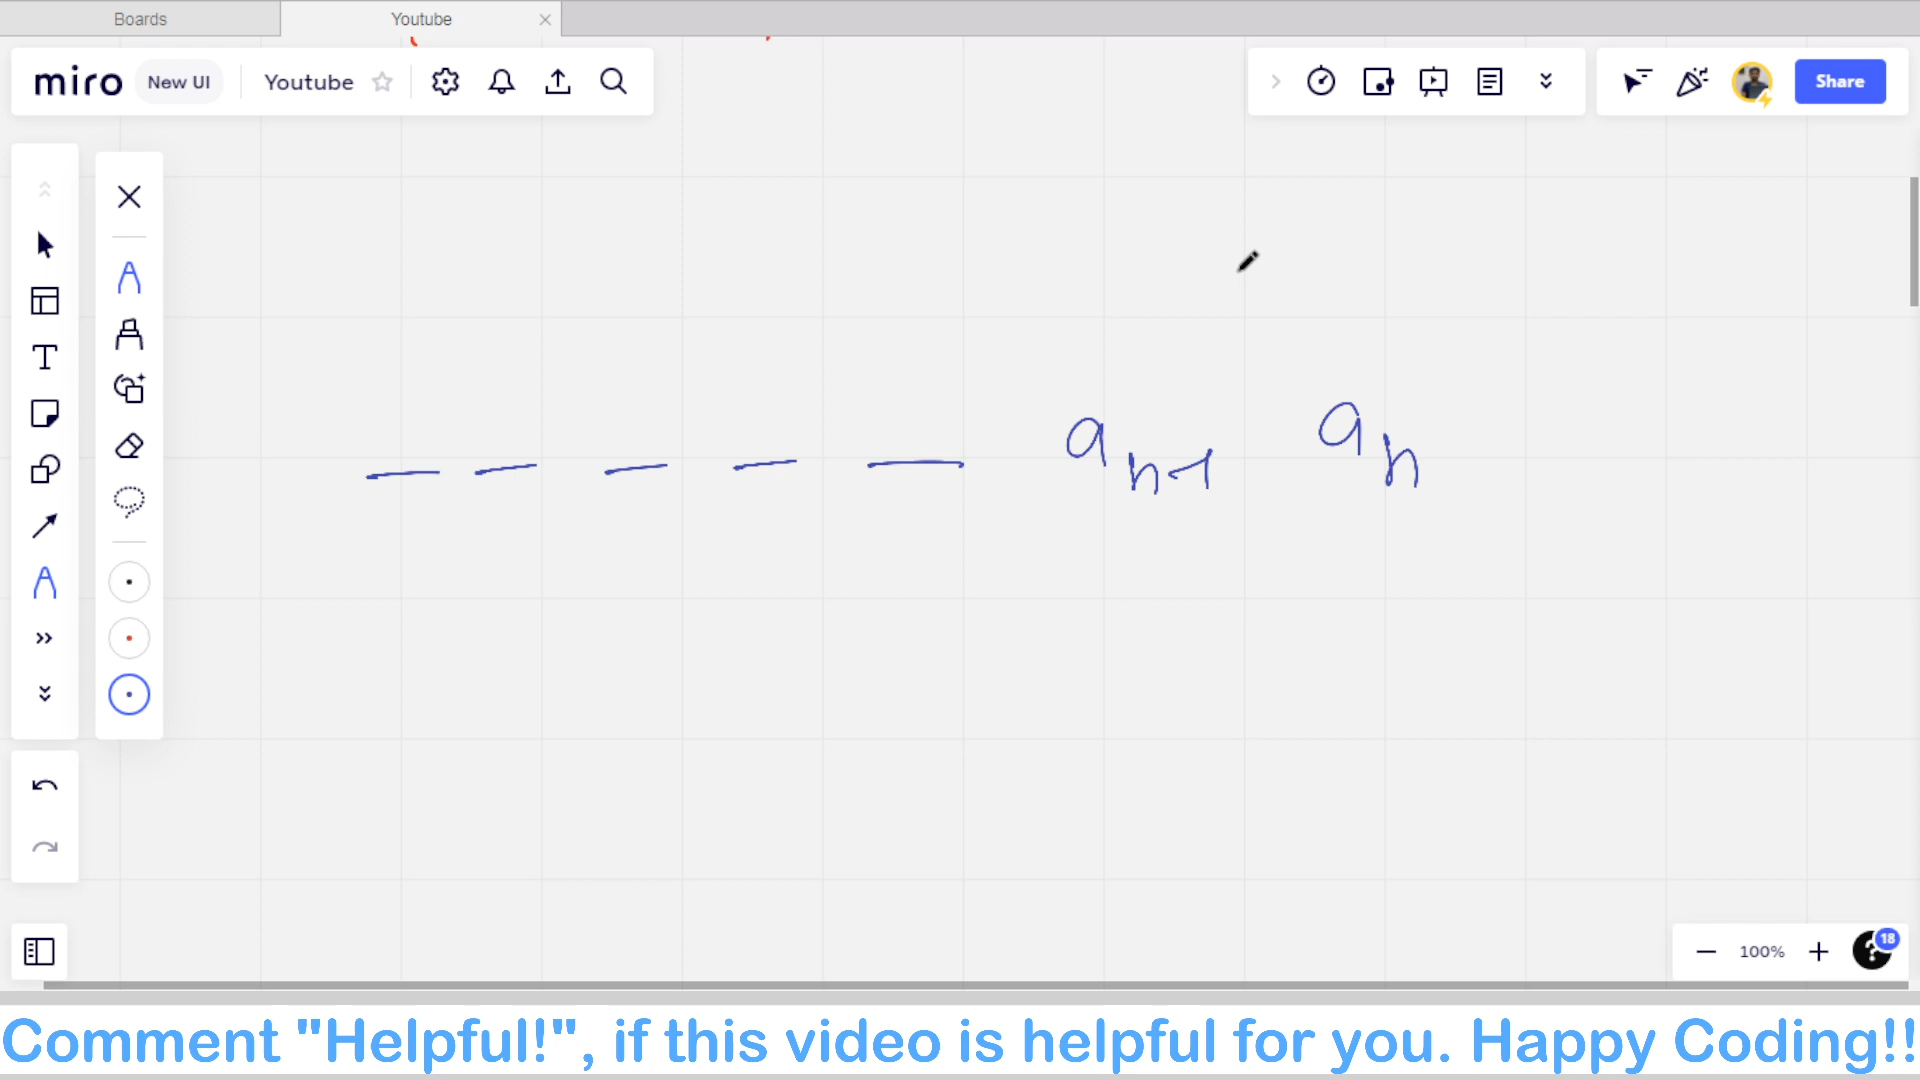 Boards Youtube
miro New UI Youtube Share
a n-1 a n
100% 18
Comment "Helpful!", if this video is helpful for you. Happy Coding!!